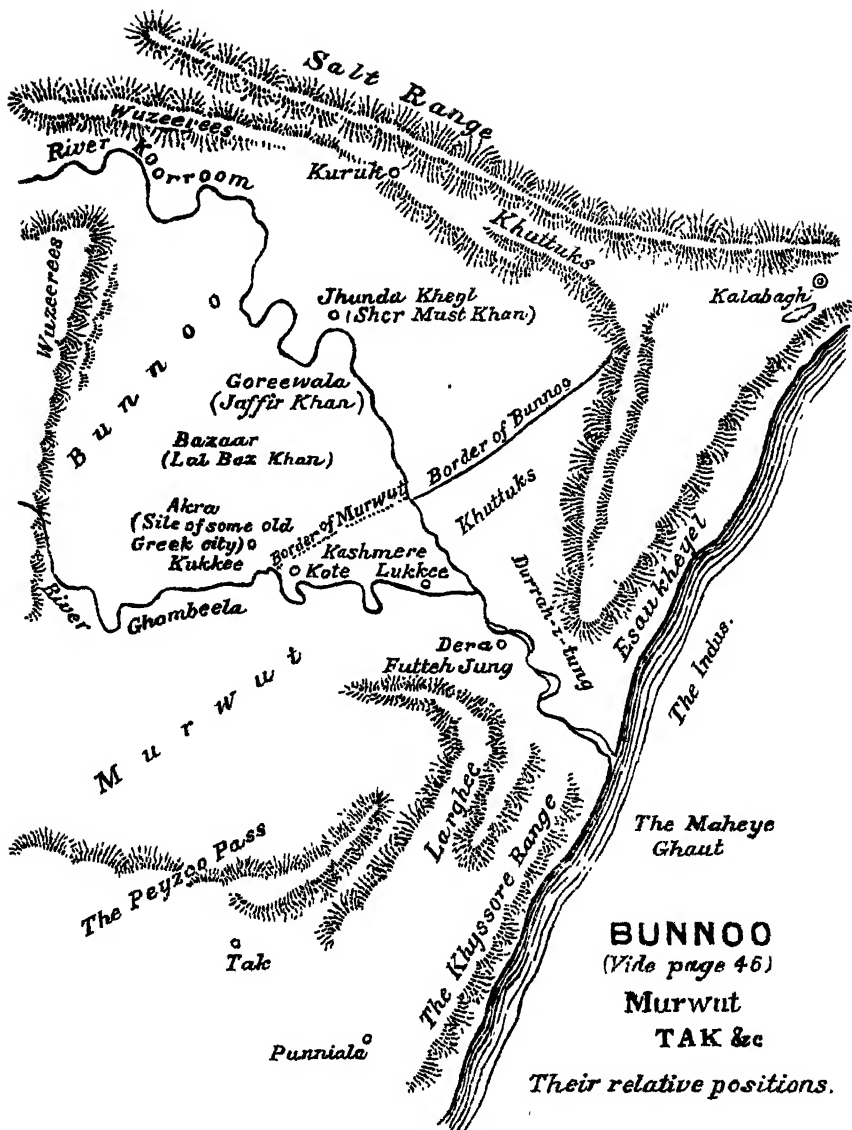 Salt Range
Wuzeerees
River Koorroom
Kuruk
Khuttuks
Kalabagh
Wuzeerees
Bunnoo
Jhunda Kheyl
(Sher Must Khan)
Goreewala
(Jaffir Khan)
Border of Bunnoo
Bazaar
(Lal Baz Khan)
Khuttuks
Akra
(Site of some old
Greek city)
Kukkee
Border of Murwut
Kashmere
Kote
Lukkee
River Ghombeela
Durrah-i-tung
Esaukheyel
The Indus.
Dera
Futteh Jung
Murwut
Larghee
The Peyzoo Pass
The Khyssore Range
The Maheye
Ghaut
Tak
Punniala
BUNNOO
(Vide page 46)
Murwut
TAK &c
Their relative positions.